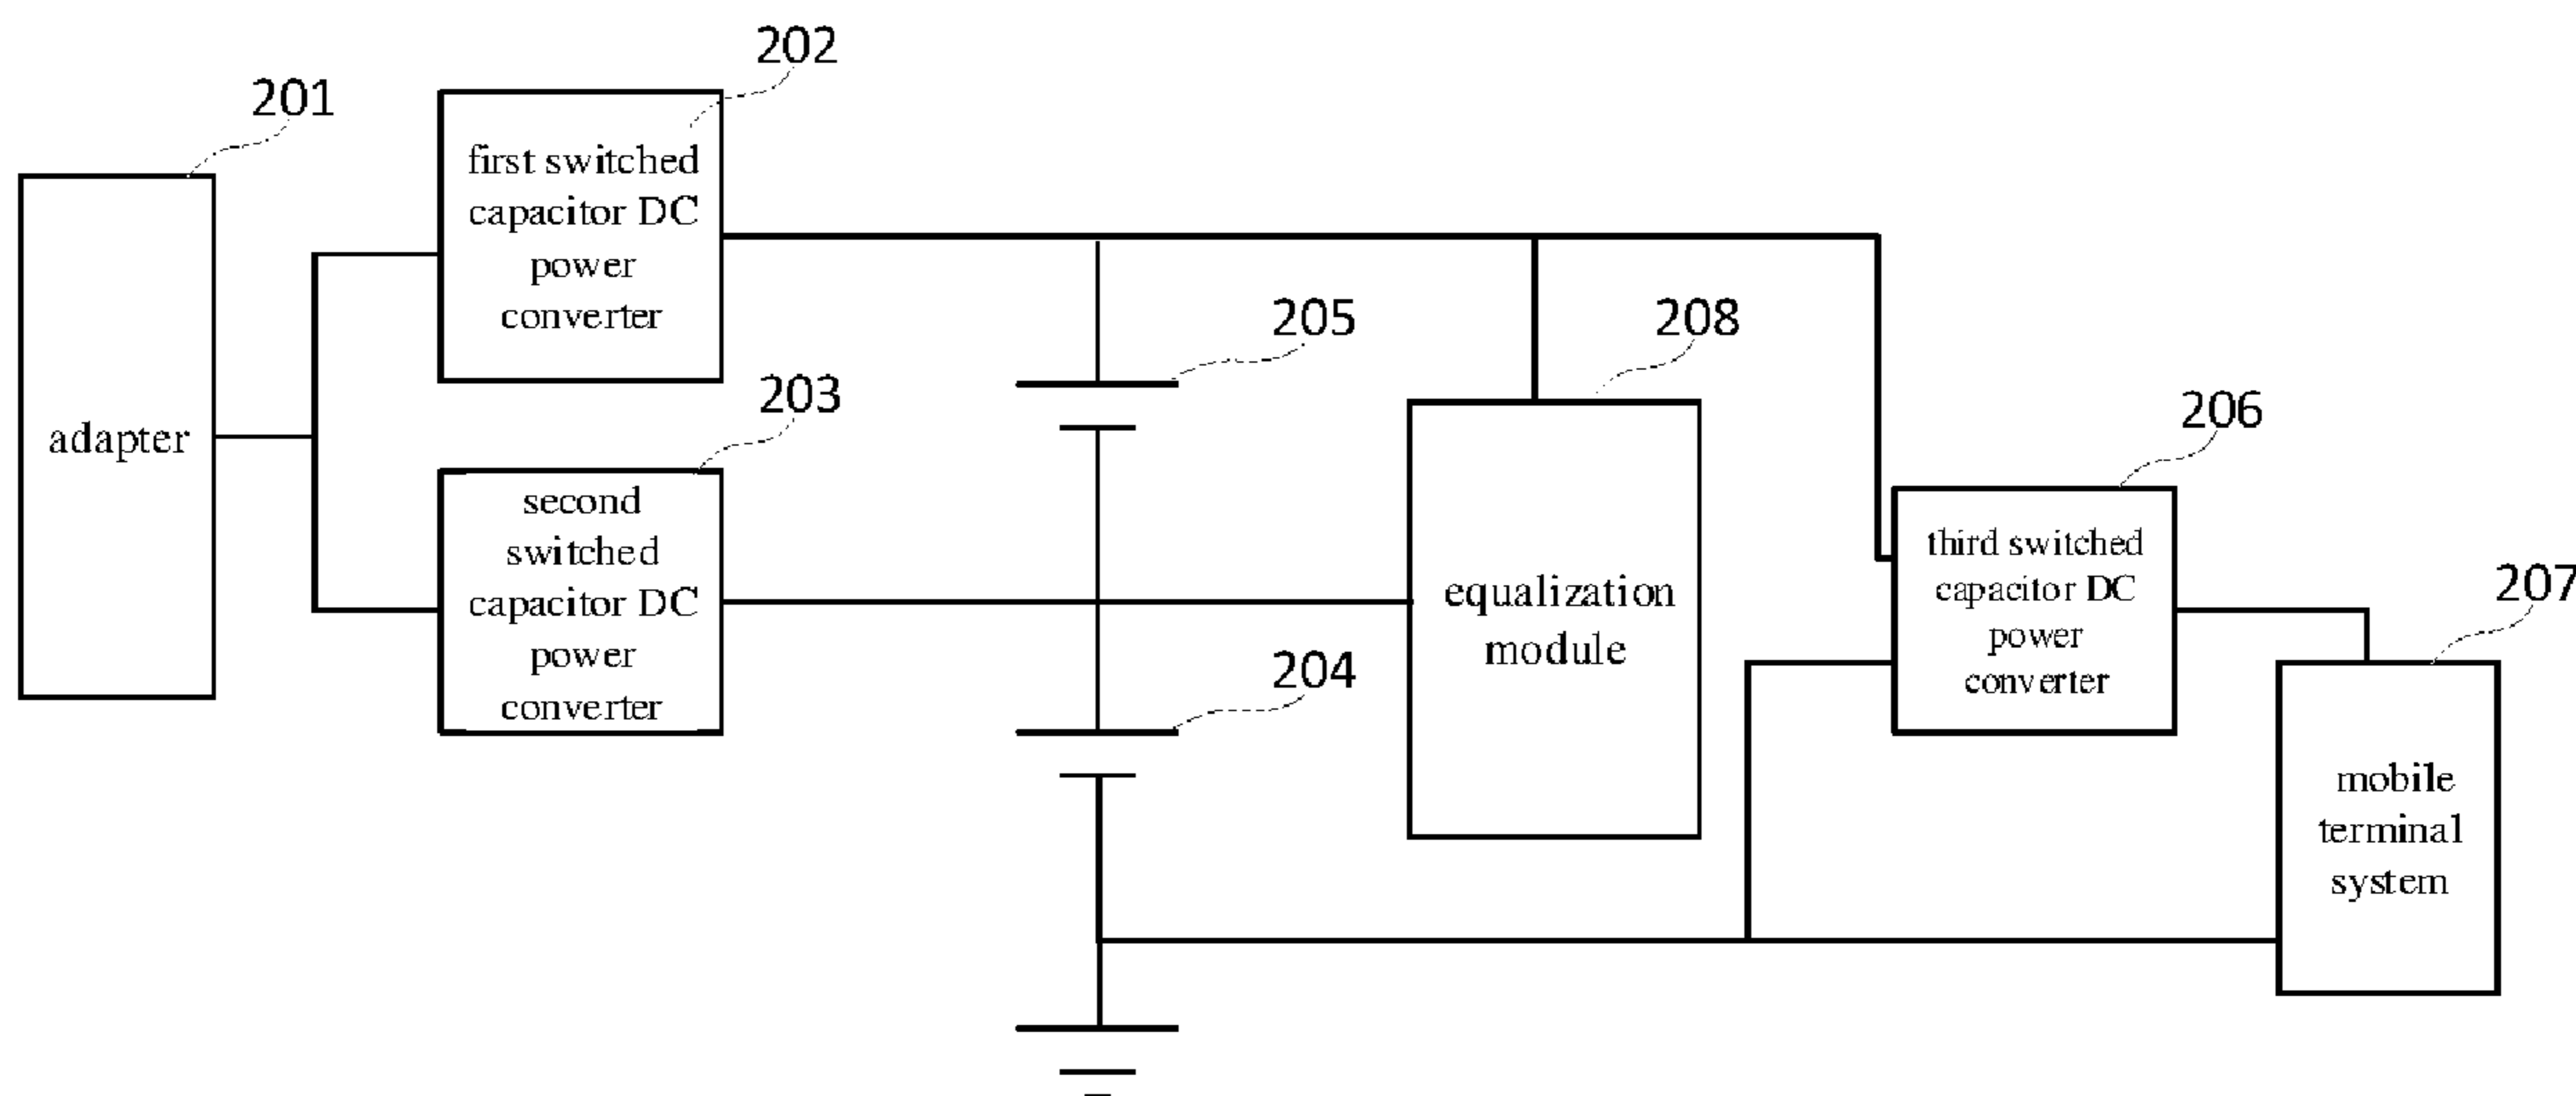 201
adapter
202
first switched
capacitor DC
power
converter
203
second
switched
capacitor DC
power
converter
205
204
208
equalization
module
206
third switched
capacitor DC
power
converter
207
mobile
terminal
system